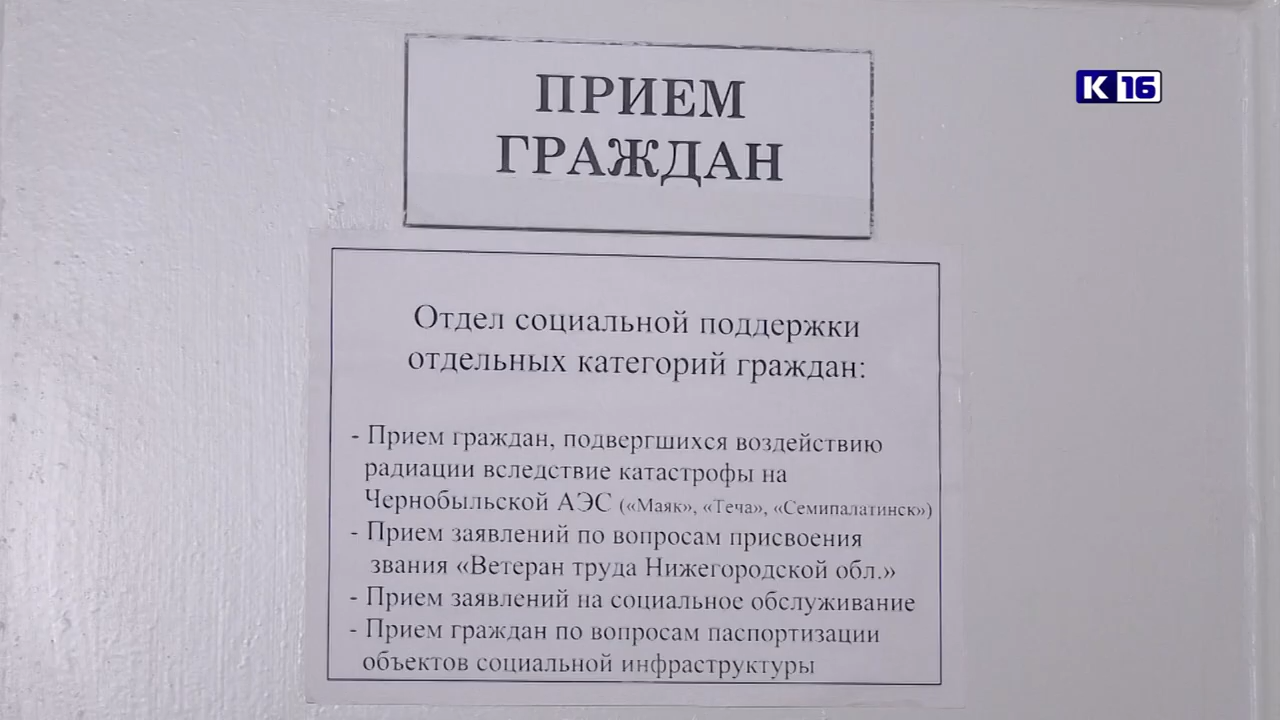 ПРИЕМ
ГРАЖДАН
К 16
Отдел социальной поддержки
отдельных категорий граждан:
- Прием граждан, подвергшихся воздействию
радиации вследствие катастрофы на
Чернобыльской АЭС («Маяк», «Теча», «Семипалатинск»)
- Прием заявлений по вопросам присвоения
звания «Ветеран труда Нижегородской обл.»
- Прием заявлений на социальное обслуживание
- Прием граждан по вопросам паспортизации
объектов социальной инфраструктуры